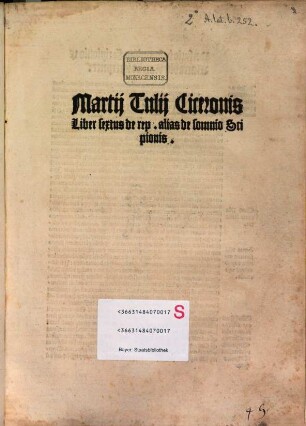 2° A. lat. b. 252.
BIBLIOTHECA
REGIA
MONACENSIS.
Martij Tulij Ciceronis
Liber sextus de rep. alias de somnio Sci
pionis.
<36631484070017 S
<36631484070017
Bayer. Staatsbibliothek